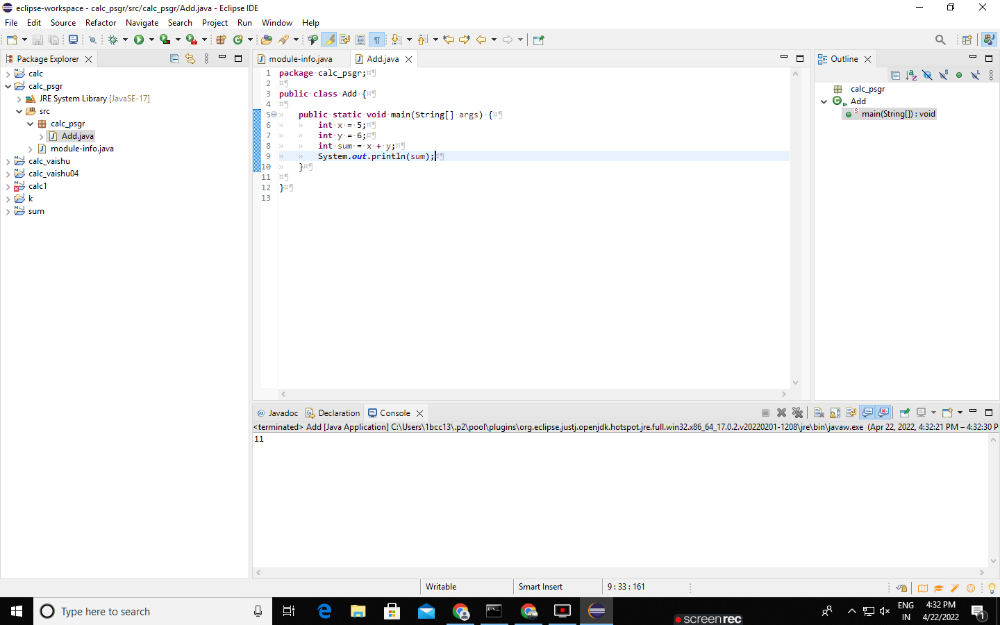 eclipse-workspace - calc_psgr/src/calc_psgr/Add.java - Eclipse IDE
File Edit Source Refactor Navigate Search Project Run Window Help
Package Explorer
calc
calc_psgr
JRE System Library [JavaSE-17]
src
calc_psgr
Add.java
module-info.java
calc_vaishu
calc_vaishu04
calc1
k
sum
module-info.java Add.java
1 package·calc_psgr;¤¶
2 ¤¶
3 public·class·Add·{¤¶
4 ¤¶
5 » public·static·void·main(String[]·args)·{¤¶
6 » » int·x·=·5;¤¶
7 » » int·y·=·6;¤¶
8 » » int·sum·=·x·+·y;¤¶
9 » » System.out.println(sum);¤¶
10 » }¤¶
11 ¤¶
12 }¤¶
13
Outline
calc_psgr
Add
main(String[]) : void
Javadoc Declaration Console
<terminated> Add [Java Application] C:\Users\1bcc13\.p2\pool\plugins\org.eclipse.justj.openjdk.hotspot.jre.full.win32.x86_64_17.0.2.v20220201-1208\jre\bin\javaw.exe (Apr 22, 2022, 4:32:21 PM – 4:32:30 P
11
Writable Smart Insert 9 : 33 : 161
Type here to search
screenrec
ENG
IN
4:32 PM
4/22/2022
1